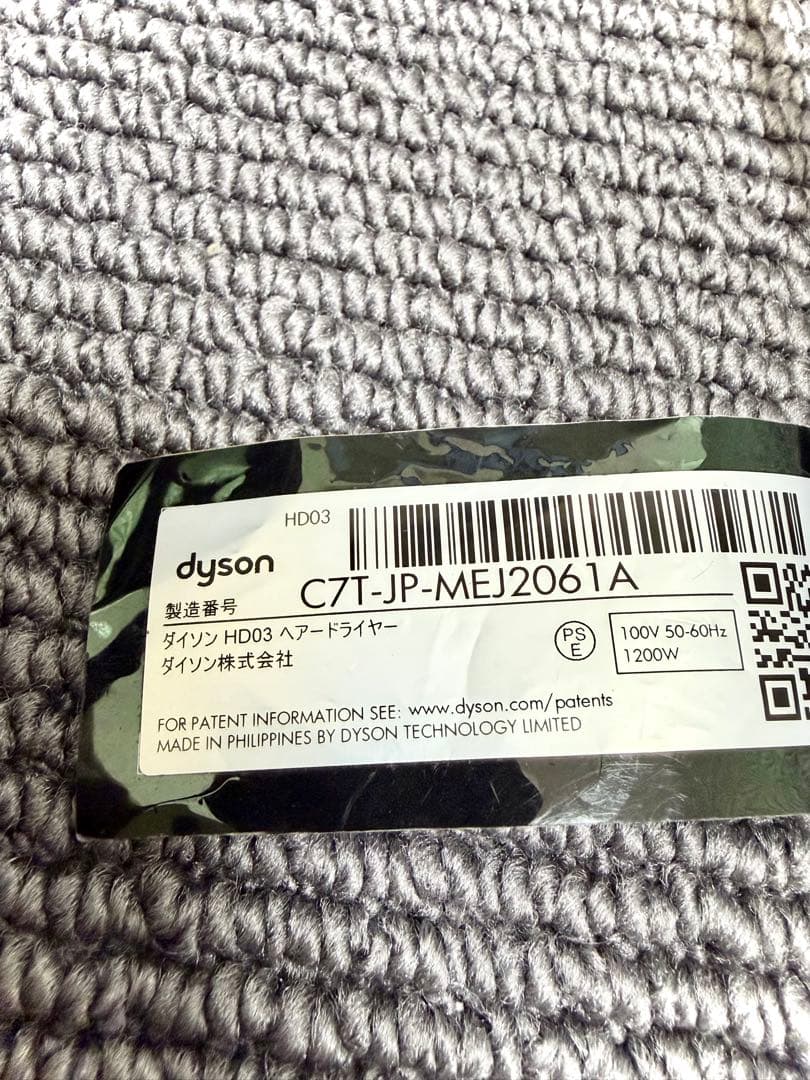 HD03
dyson
製造番号 C7T-JP-MEJ2061A
ダイソン HD03 ヘアードライヤー
ダイソン株式会社
PS
E
100V 50-60Hz
1200W
FOR PATENT INFORMATION SEE: www.dyson.com/patents
MADE IN PHILIPPINES BY DYSON TECHNOLOGY LIMITED